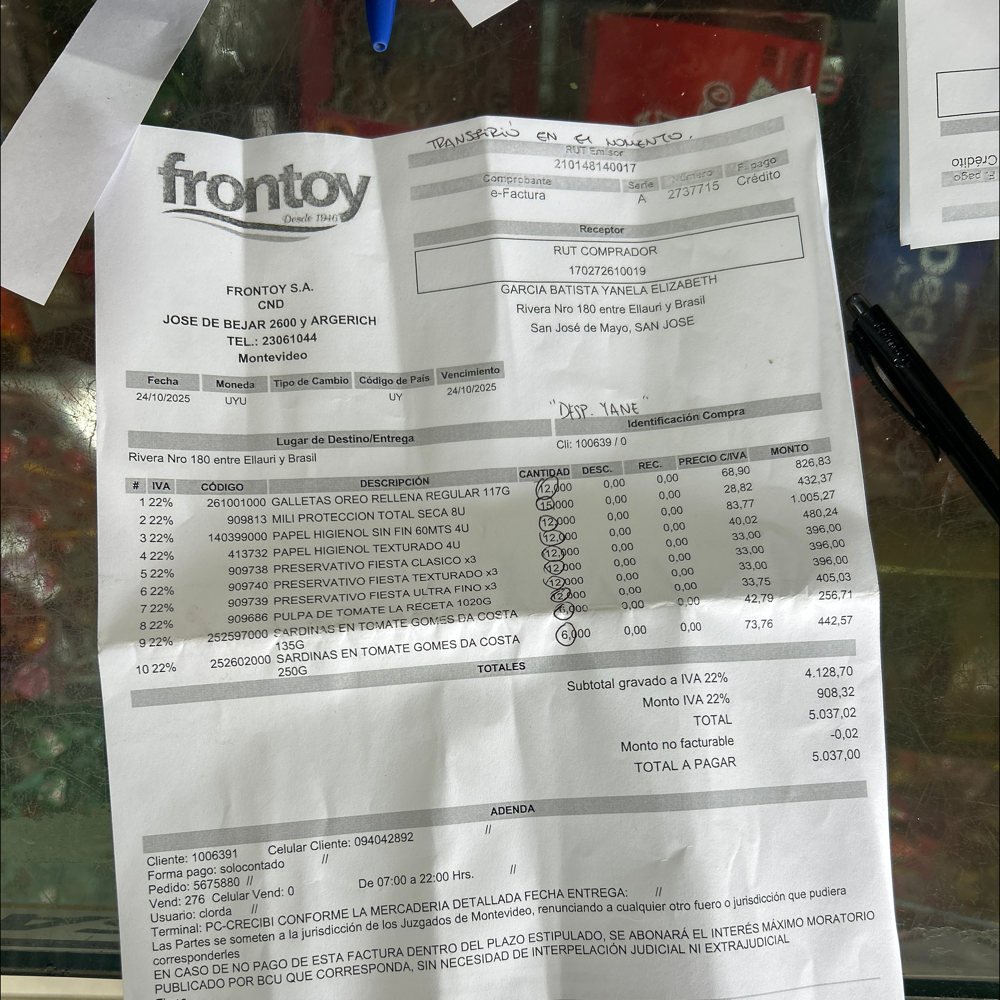 TRANSFIRIÓ EN EL MOMENTO.
frontoy
Desde 1946
RUT Emisor
210148140017
Comprobante Serie Número F. pago
e-Factura A 2737715 Crédito
Receptor
RUT COMPRADOR
170272610019
GARCIA BATISTA YANELA ELIZABETH
Rivera Nro 180 entre Ellauri y Brasil
San José de Mayo, SAN JOSE
FRONTOY S.A.
CND
JOSE DE BEJAR 2600 y ARGERICH
TEL.: 23061044
Montevideo
Fecha Moneda Tipo de Cambio Código de País Vencimiento
24/10/2025 UYU UY 24/10/2025
"DESP. YANE"
Lugar de Destino/Entrega Identificación Compra
Rivera Nro 180 entre Ellauri y Brasil Cli: 100639 / 0
# IVA CÓDIGO DESCRIPCIÓN CANTIDAD DESC. REC. PRECIO C/IVA MONTO
1 22% 261001000 GALLETAS OREO RELLENA REGULAR 117G 12,000 0,00 0,00 68,90 826,83
2 22% 909813 MILI PROTECCION TOTAL SECA 8U 15,000 0,00 0,00 28,82 432,37
3 22% 140399000 PAPEL HIGIENOL SIN FIN 60MTS 4U 12,000 0,00 0,00 83,77 1.005,27
4 22% 413732 PAPEL HIGIENOL TEXTURADO 4U 12,000 0,00 0,00 40,02 480,24
5 22% 909738 PRESERVATIVO FIESTA CLASICO x3 12,000 0,00 0,00 33,00 396,00
6 22% 909740 PRESERVATIVO FIESTA TEXTURADO x3 12,000 0,00 0,00 33,00 396,00
7 22% 909739 PRESERVATIVO FIESTA ULTRA FINO x3 12,000 0,00 0,00 33,75 405,03
8 22% 909686 PULPA DE TOMATE LA RECETA 1020G 6,000 0,00 0,00 42,79 256,71
9 22% 252597000 SARDINAS EN TOMATE GOMES DA COSTA
135G 6,000 0,00 0,00 73,76 442,57
10 22% 252602000 SARDINAS EN TOMATE GOMES DA COSTA
250G
TOTALES
Subtotal gravado a IVA 22% 4.128,70
Monto IVA 22% 908,32
TOTAL 5.037,02
Monto no facturable -0,02
TOTAL A PAGAR 5.037,00
ADENDA
Cliente: 1006391 Celular Cliente: 094042892 //
Forma pago: solocontado //
Pedido: 5675880 //
Vend: 276 Celular Vend: 0 De 07:00 a 22:00 Hrs. //
Usuario: clorda //
Terminal: PC-RECIBI CONFORME LA MERCADERIA DETALLADA FECHA ENTREGA: //
Las Partes se someten a la jurisdicción de los Juzgados de Montevideo, renunciando a cualquier otro fuero o jurisdicción que pudiera
corresponderles
EN CASO DE NO PAGO DE ESTA FACTURA DENTRO DEL PLAZO ESTIPULADO, SE ABONARÁ EL INTERÉS MÁXIMO MORATORIO
PUBLICADO POR BCU QUE CORRESPONDA, SIN NECESIDAD DE INTERPELACIÓN JUDICIAL NI EXTRAJUDICIAL
Crédito
F. pago